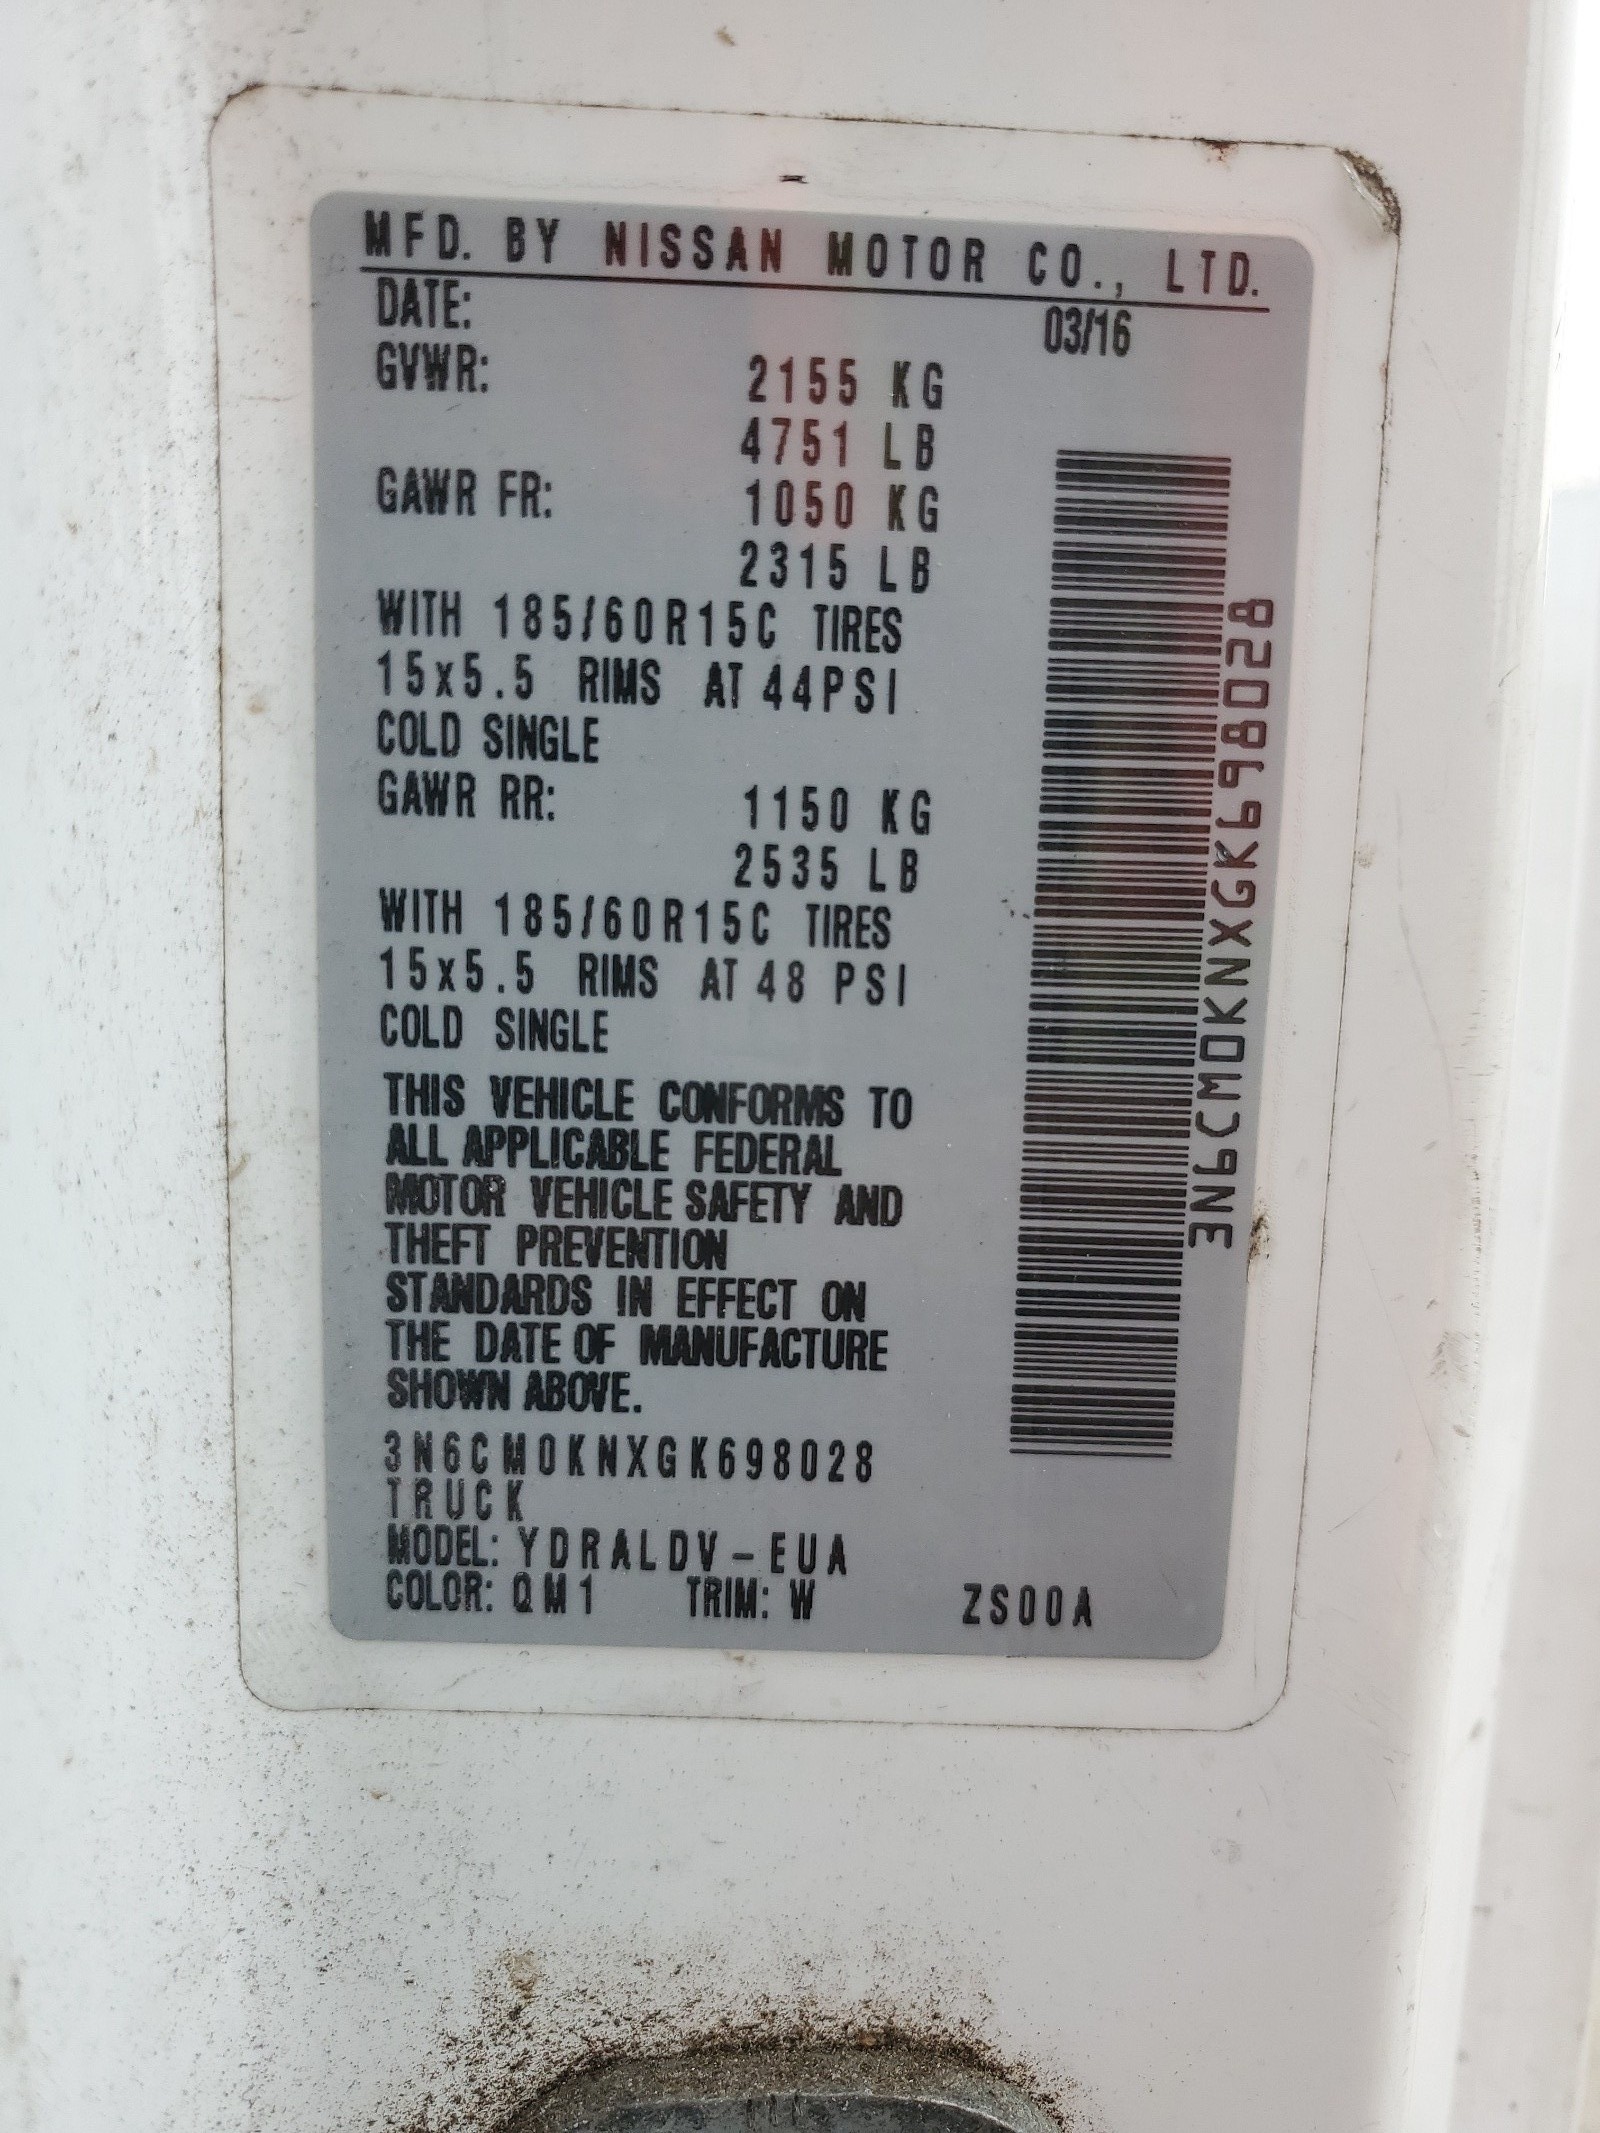 MFD. BY NISSAN MOTOR CO., LTD.
DATE: 03/16
GVWR: 2155 KG
4751 LB
GAWR FR: 1050 KG
2315 LB
WITH 185/60R15C TIRES
15x5.5 RIMS AT 44PSI
COLD SINGLE
GAWR RR: 1150 KG
2535 LB
WITH 185/60R15C TIRES
15x5.5 RIMS AT 48 PSI
COLD SINGLE
THIS VEHICLE CONFORMS TO
ALL APPLICABLE FEDERAL
MOTOR VEHICLE SAFETY AND
THEFT PREVENTION
STANDARDS IN EFFECT ON
THE DATE OF MANUFACTURE
SHOWN ABOVE.
3N6CM0KNXGK698028
TRUCK
MODEL: YDRALDV-EUA
COLOR: QM1 TRIM: W ZS00A
3N6CM0KNXGK698028